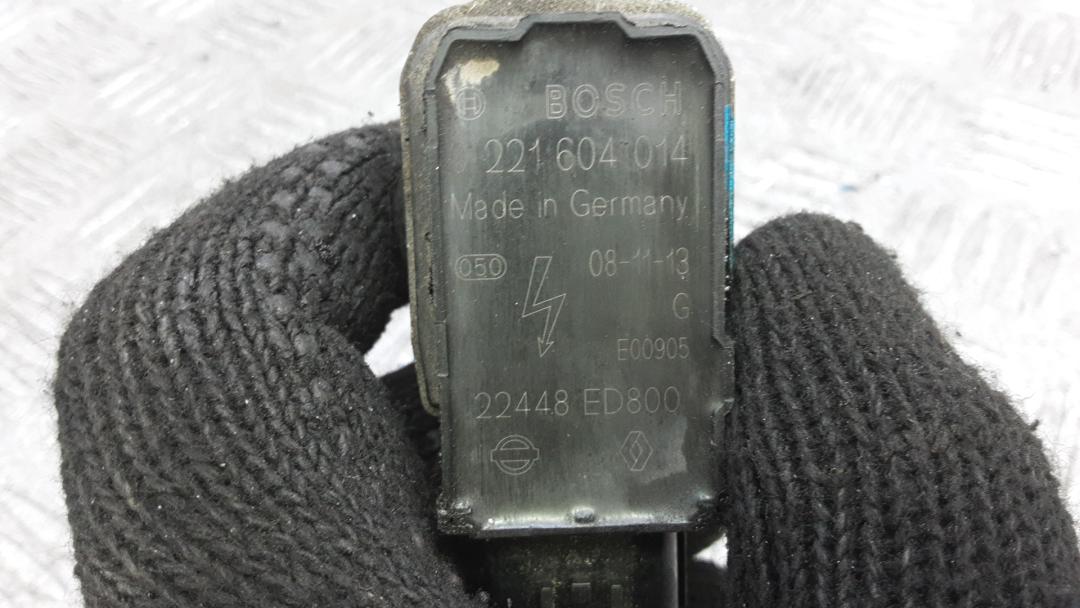 BOSCH
221 604 014
Made in Germany
050 08-11-13
G
E00905
22448 ED800